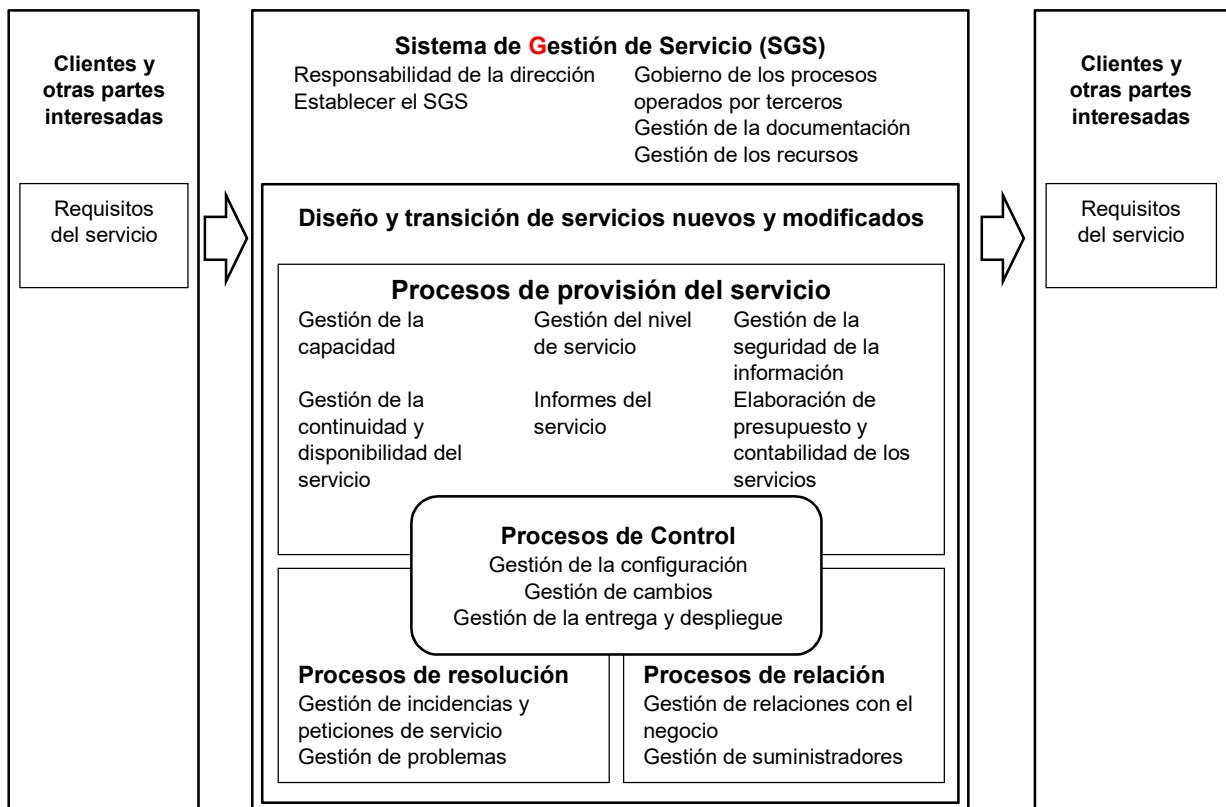 Clientes y
otras partes
interesadas
Requisitos
del servicio
Sistema de Gestión de Servicio (SGS)
Responsabilidad de la dirección
Establecer el SGS
Gobierno de los procesos
operados por terceros
Gestión de la documentación
Gestión de los recursos
Diseño y transición de servicios nuevos y modificados
Procesos de provisión del servicio
Gestión de la
capacidad
Gestión del nivel
de servicio
Gestión de la
seguridad de la
información
Gestión de la
continuidad y
disponibilidad del
servicio
Informes del
servicio
Elaboración de
presupuesto y
contabilidad de los
servicios
Procesos de Control
Gestión de la configuración
Gestión de cambios
Gestión de la entrega y despliegue
Procesos de resolución
Gestión de incidencias y
peticiones de servicio
Gestión de problemas
Procesos de relación
Gestión de relaciones con el
negocio
Gestión de suministradores
Clientes y
otras partes
interesadas
Requisitos
del servicio